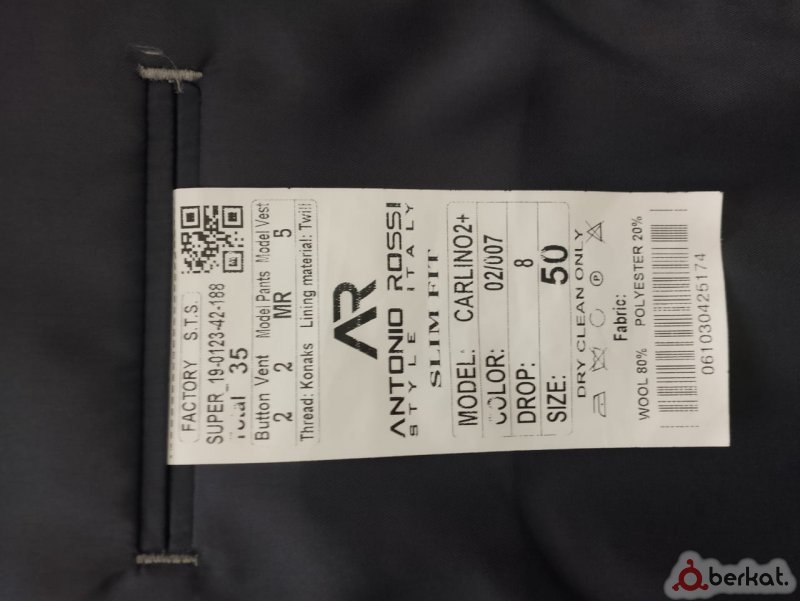 FACTORY S.T.S.
SUPER 19-0123-42-188
Total 35
Button Vent Model Pants Model Vest
2 2 MR 5
Thread: Konaks Lining material: Twill
AR
ANTONIO ROSSI
STYLE ITALY
SLIM FIT
MODEL: CARLINO2+
COLOR: 02/007
DROP: 8
SIZE: 50
DRY CLEAN ONLY
P
Fabric:
WOOL 80% POLYESTER 20%
061030425174
berkat.